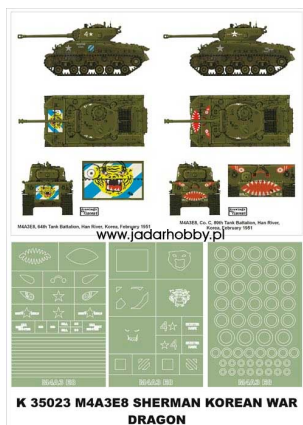 M4A3E8, 64th Tank Battalion, Han River, Korea, February 1951
M4A3E8, Co. C, 89th Tank Battalion, Han River,
Korea, February 1951
www.jadarhobby.pl
M4A3 E8
M4A3 E8
M4A3 E8
K 35023 M4A3E8 SHERMAN KOREAN WAR
DRAGON